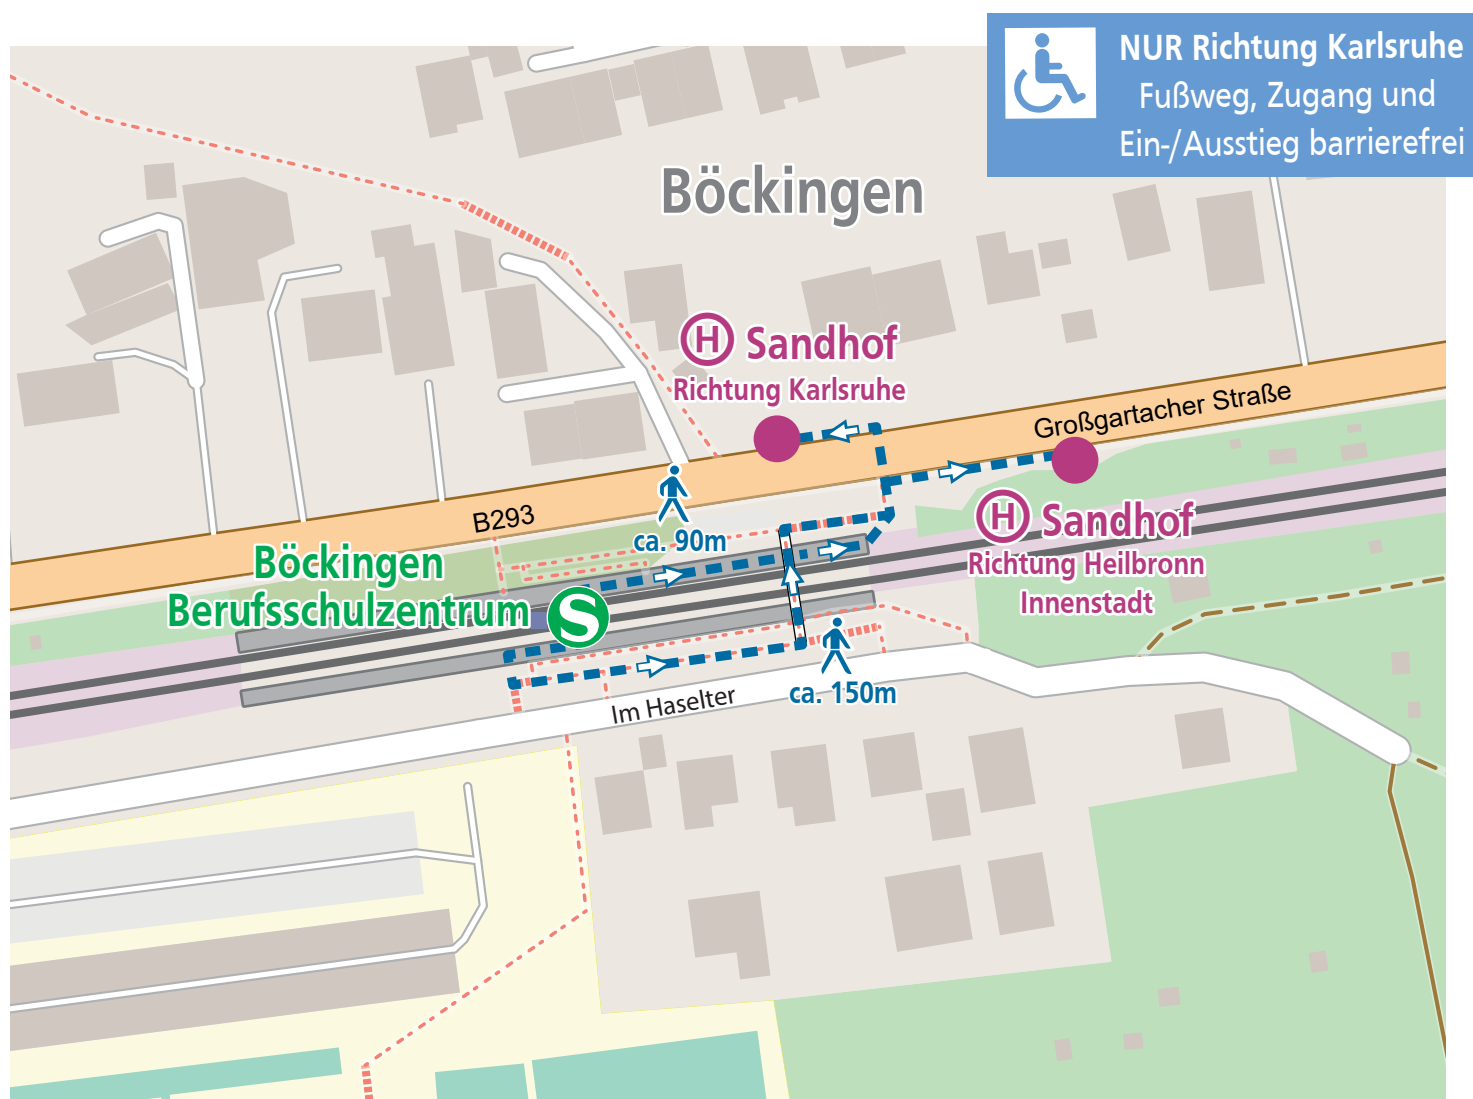 NUR Richtung Karlsruhe
Fußweg, Zugang und
Ein-/Ausstieg barrierefrei
Böckingen
H Sandhof
Richtung Karlsruhe
Großgartacher Straße
B293
ca. 90m
H Sandhof
Richtung Heilbronn
Innenstadt
Böckingen
Berufsschulzentrum
S
ca. 150m
Im Haselter